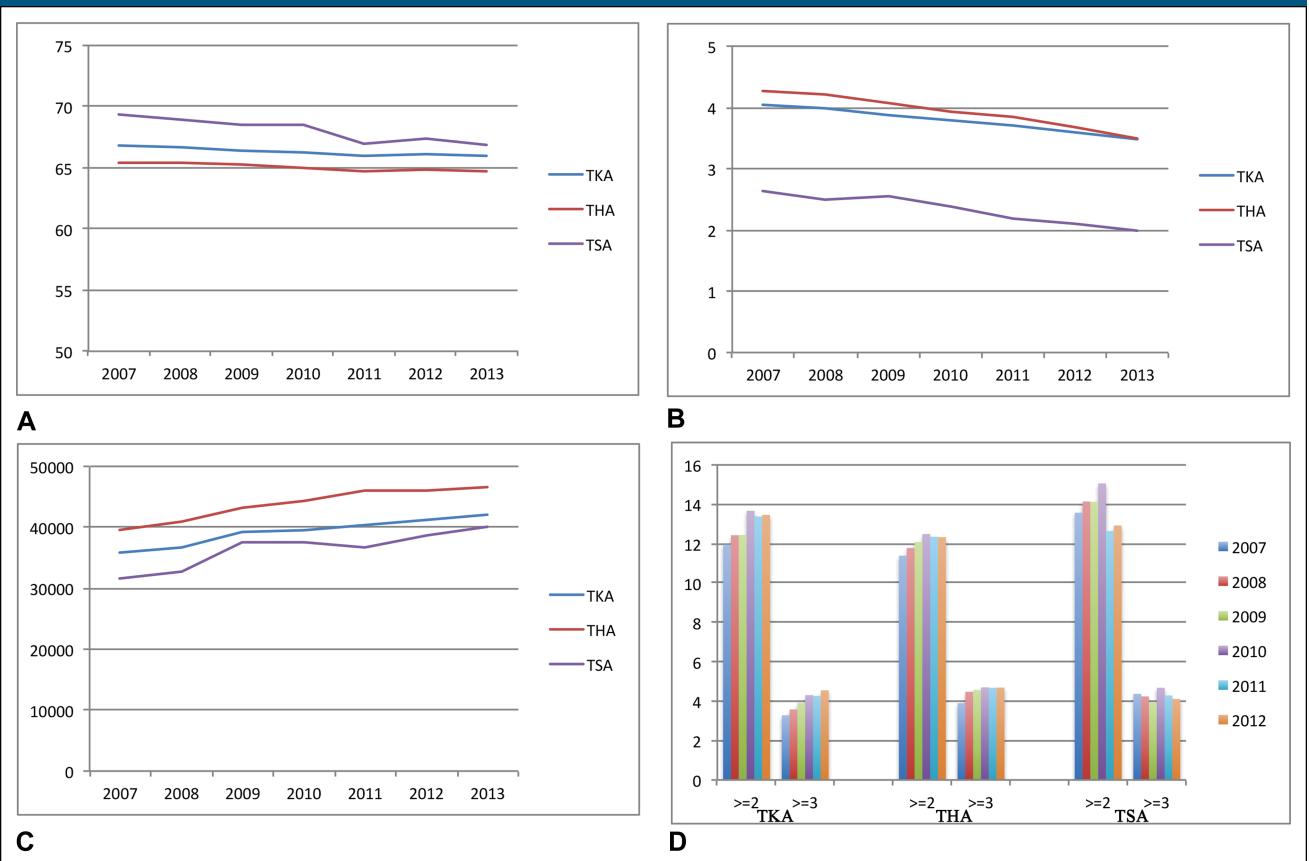 75
70
65
60
55
50
2007 2008 2009 2010 2011 2012 2013
TKA
THA
TSA
A
5
4
3
2
1
0
2007 2008 2009 2010 2011 2012 2013
TKA
THA
TSA
B
50000
40000
30000
20000
10000
0
2007 2008 2009 2010 2011 2012 2013
TKA
THA
TSA
C
16
14
12
10
8
6
4
2
0
>=2 >=3 >=2 >=3 >=2 >=3
TKA THA TSA
2007
2008
2009
2010
2011
2012
D